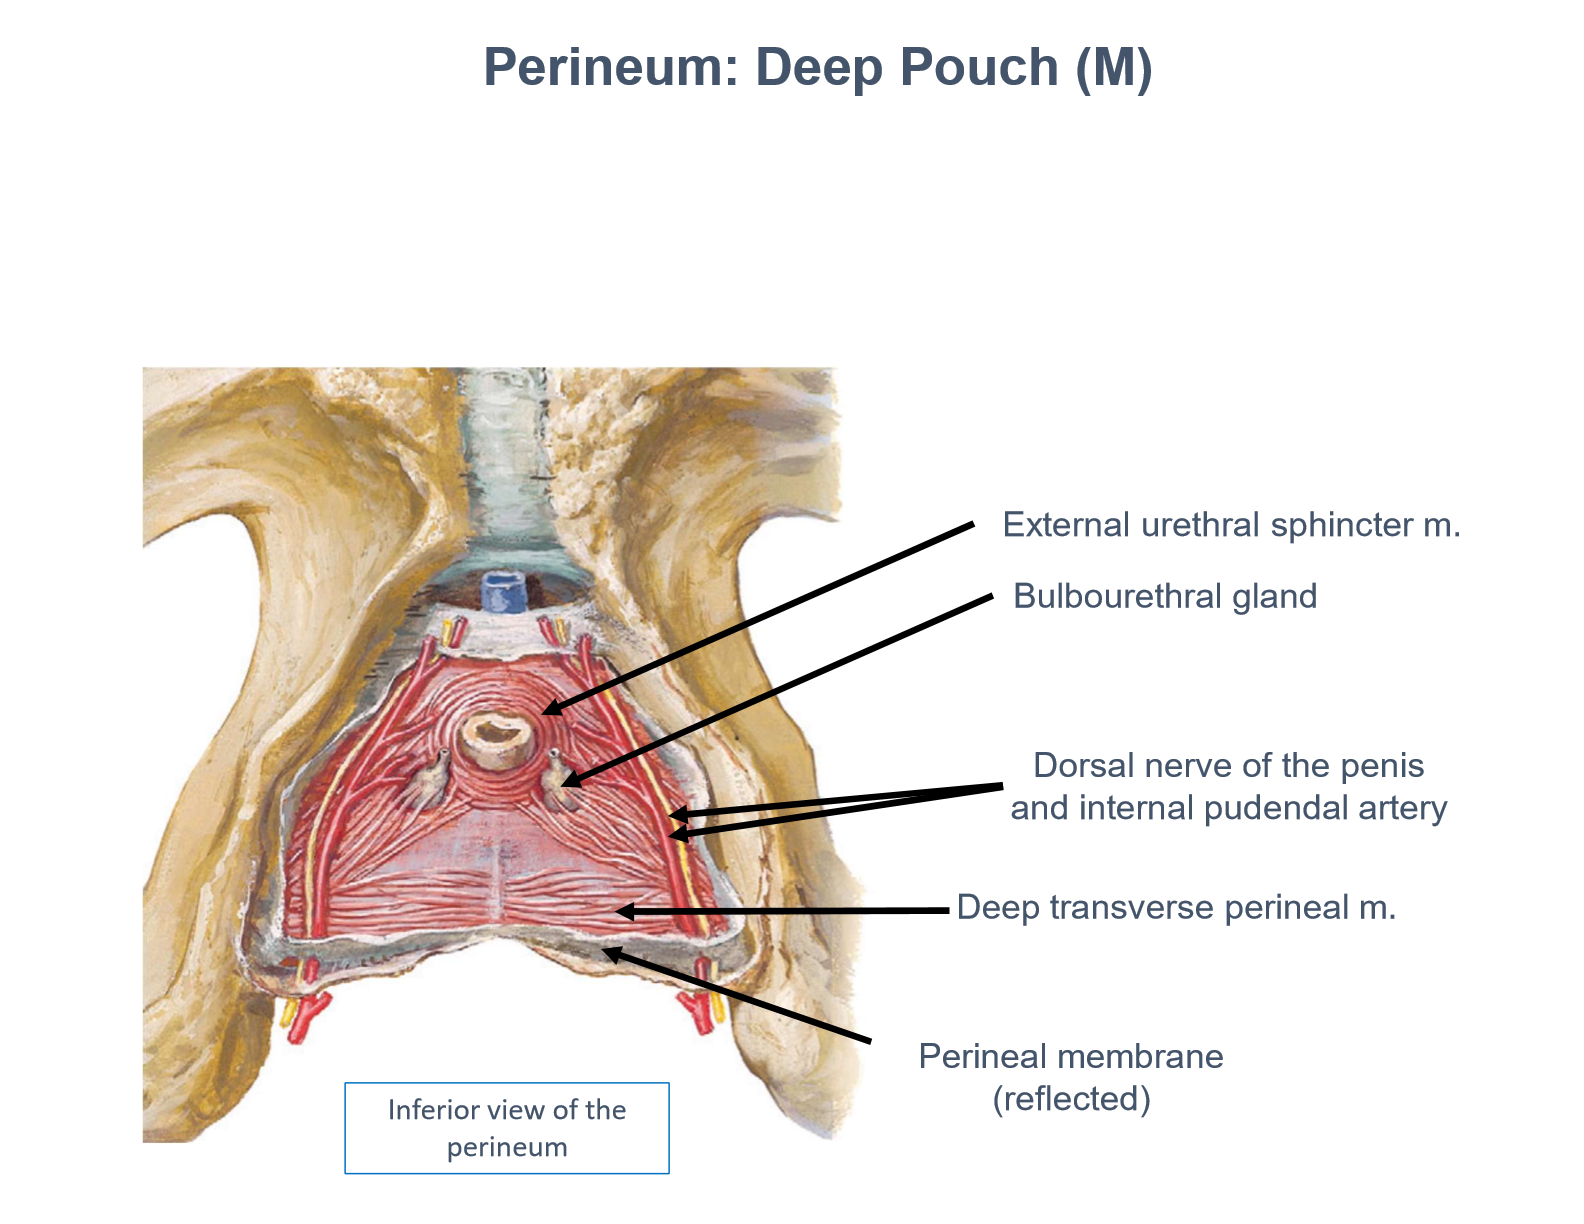 Perineum: Deep Pouch (M)
External urethral sphincter m.
Bulbourethral gland
Dorsal nerve of the penis
and internal pudendal artery
Deep transverse perineal m.
Perineal membrane
(reflected)
Inferior view of the
perineum